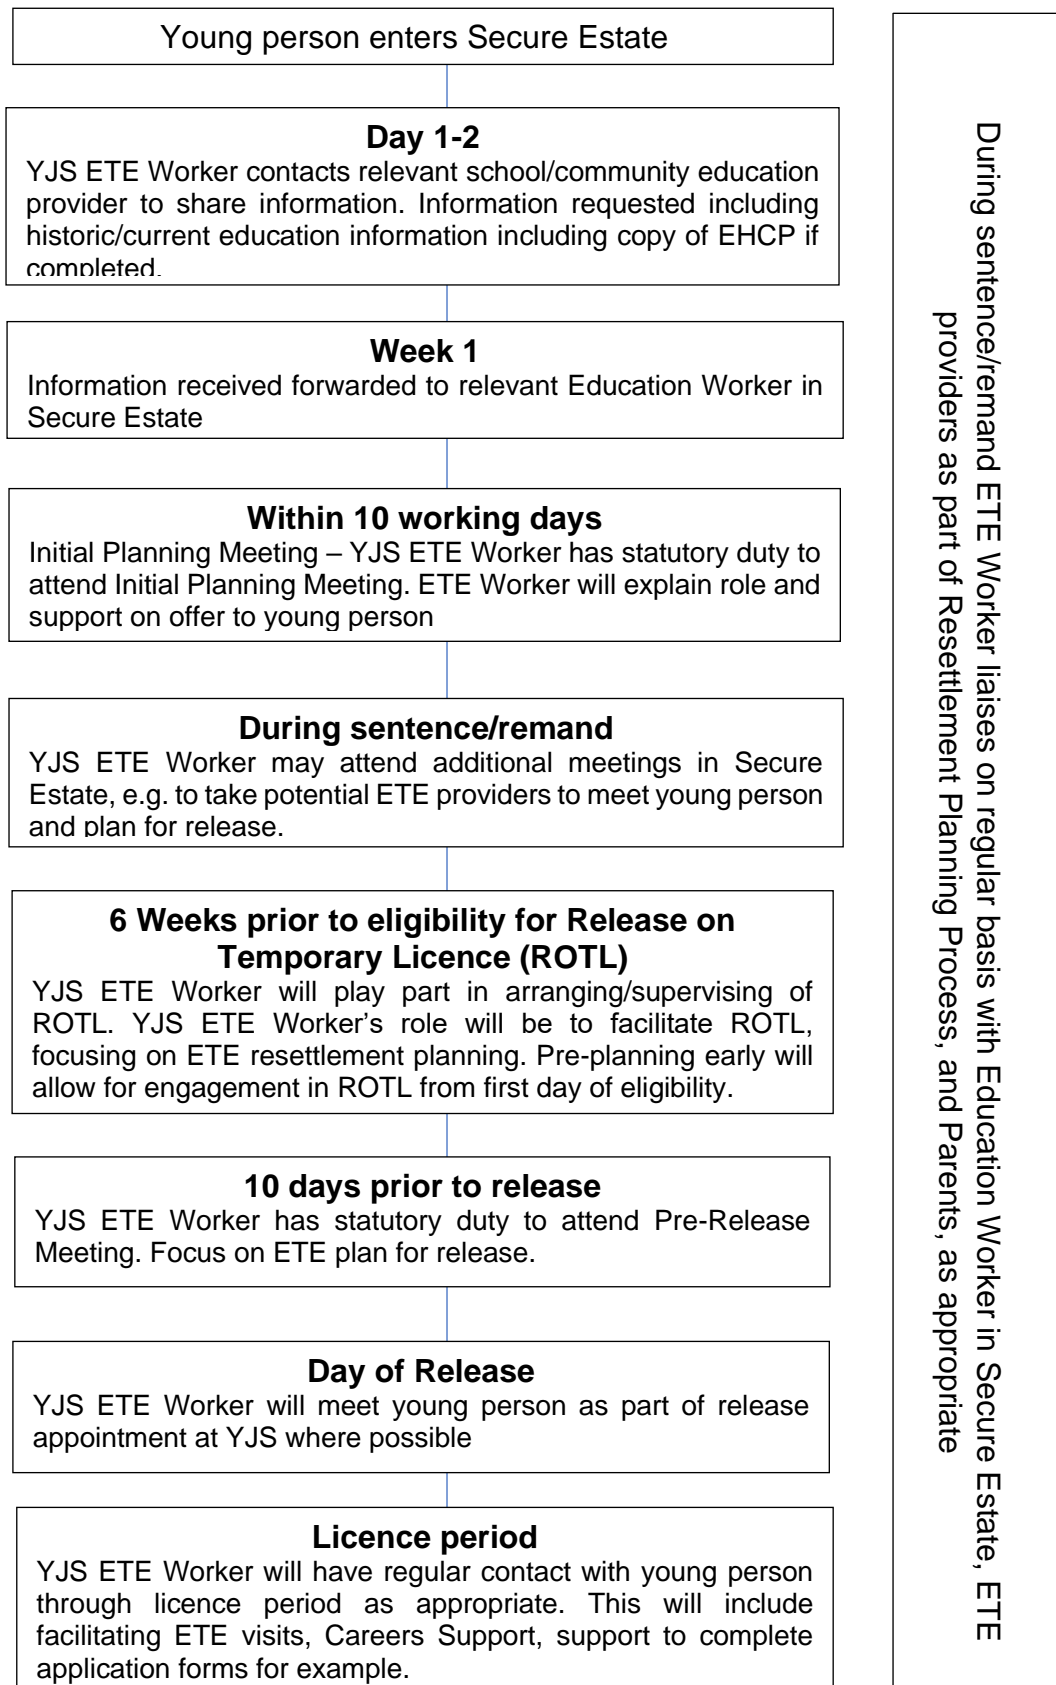 Young person enters Secure Estate
Day 1-2
YJS ETE Worker contacts relevant school/community education
provider to share information. Information requested including
historic/current education information including copy of EHCP if
completed.
Week 1
Information received forwarded to relevant Education Worker in
Secure Estate
Within 10 working days
Initial Planning Meeting – YJS ETE Worker has statutory duty to
attend Initial Planning Meeting. ETE Worker will explain role and
support on offer to young person
During sentence/remand
YJS ETE Worker may attend additional meetings in Secure
Estate, e.g. to take potential ETE providers to meet young person
and plan for release.
6 Weeks prior to eligibility for Release on
Temporary Licence (ROTL)
YJS ETE Worker will play part in arranging/supervising of
ROTL. YJS ETE Worker’s role will be to facilitate ROTL,
focusing on ETE resettlement planning. Pre-planning early will
allow for engagement in ROTL from first day of eligibility.
10 days prior to release
YJS ETE Worker has statutory duty to attend Pre-Release
Meeting. Focus on ETE plan for release.
Day of Release
YJS ETE Worker will meet young person as part of release
appointment at YJS where possible
Licence period
YJS ETE Worker will have regular contact with young person
through licence period as appropriate. This will include
facilitating ETE visits, Careers Support, support to complete
application forms for example.
During sentence/remand ETE Worker liaises on regular basis with Education Worker in Secure Estate, ETE
providers as part of Resettlement Planning Process, and Parents, as appropriate